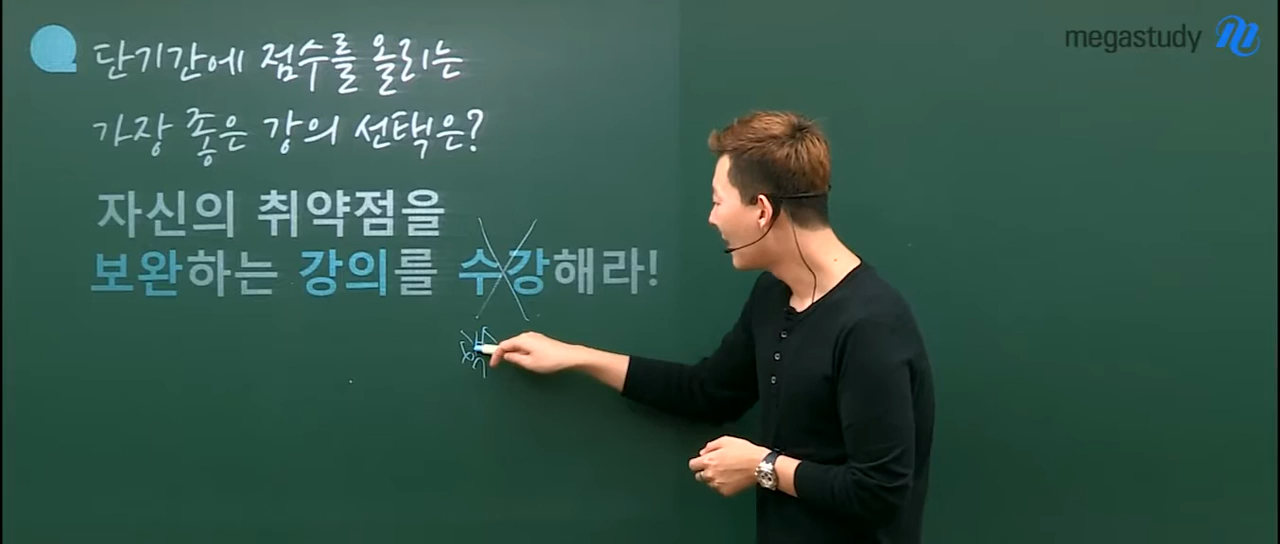 megastudy
단기간에 점수를 올리는
가장 좋은 강의 선택은?
자신의 취약점을
보완하는 강의를 수강해라!